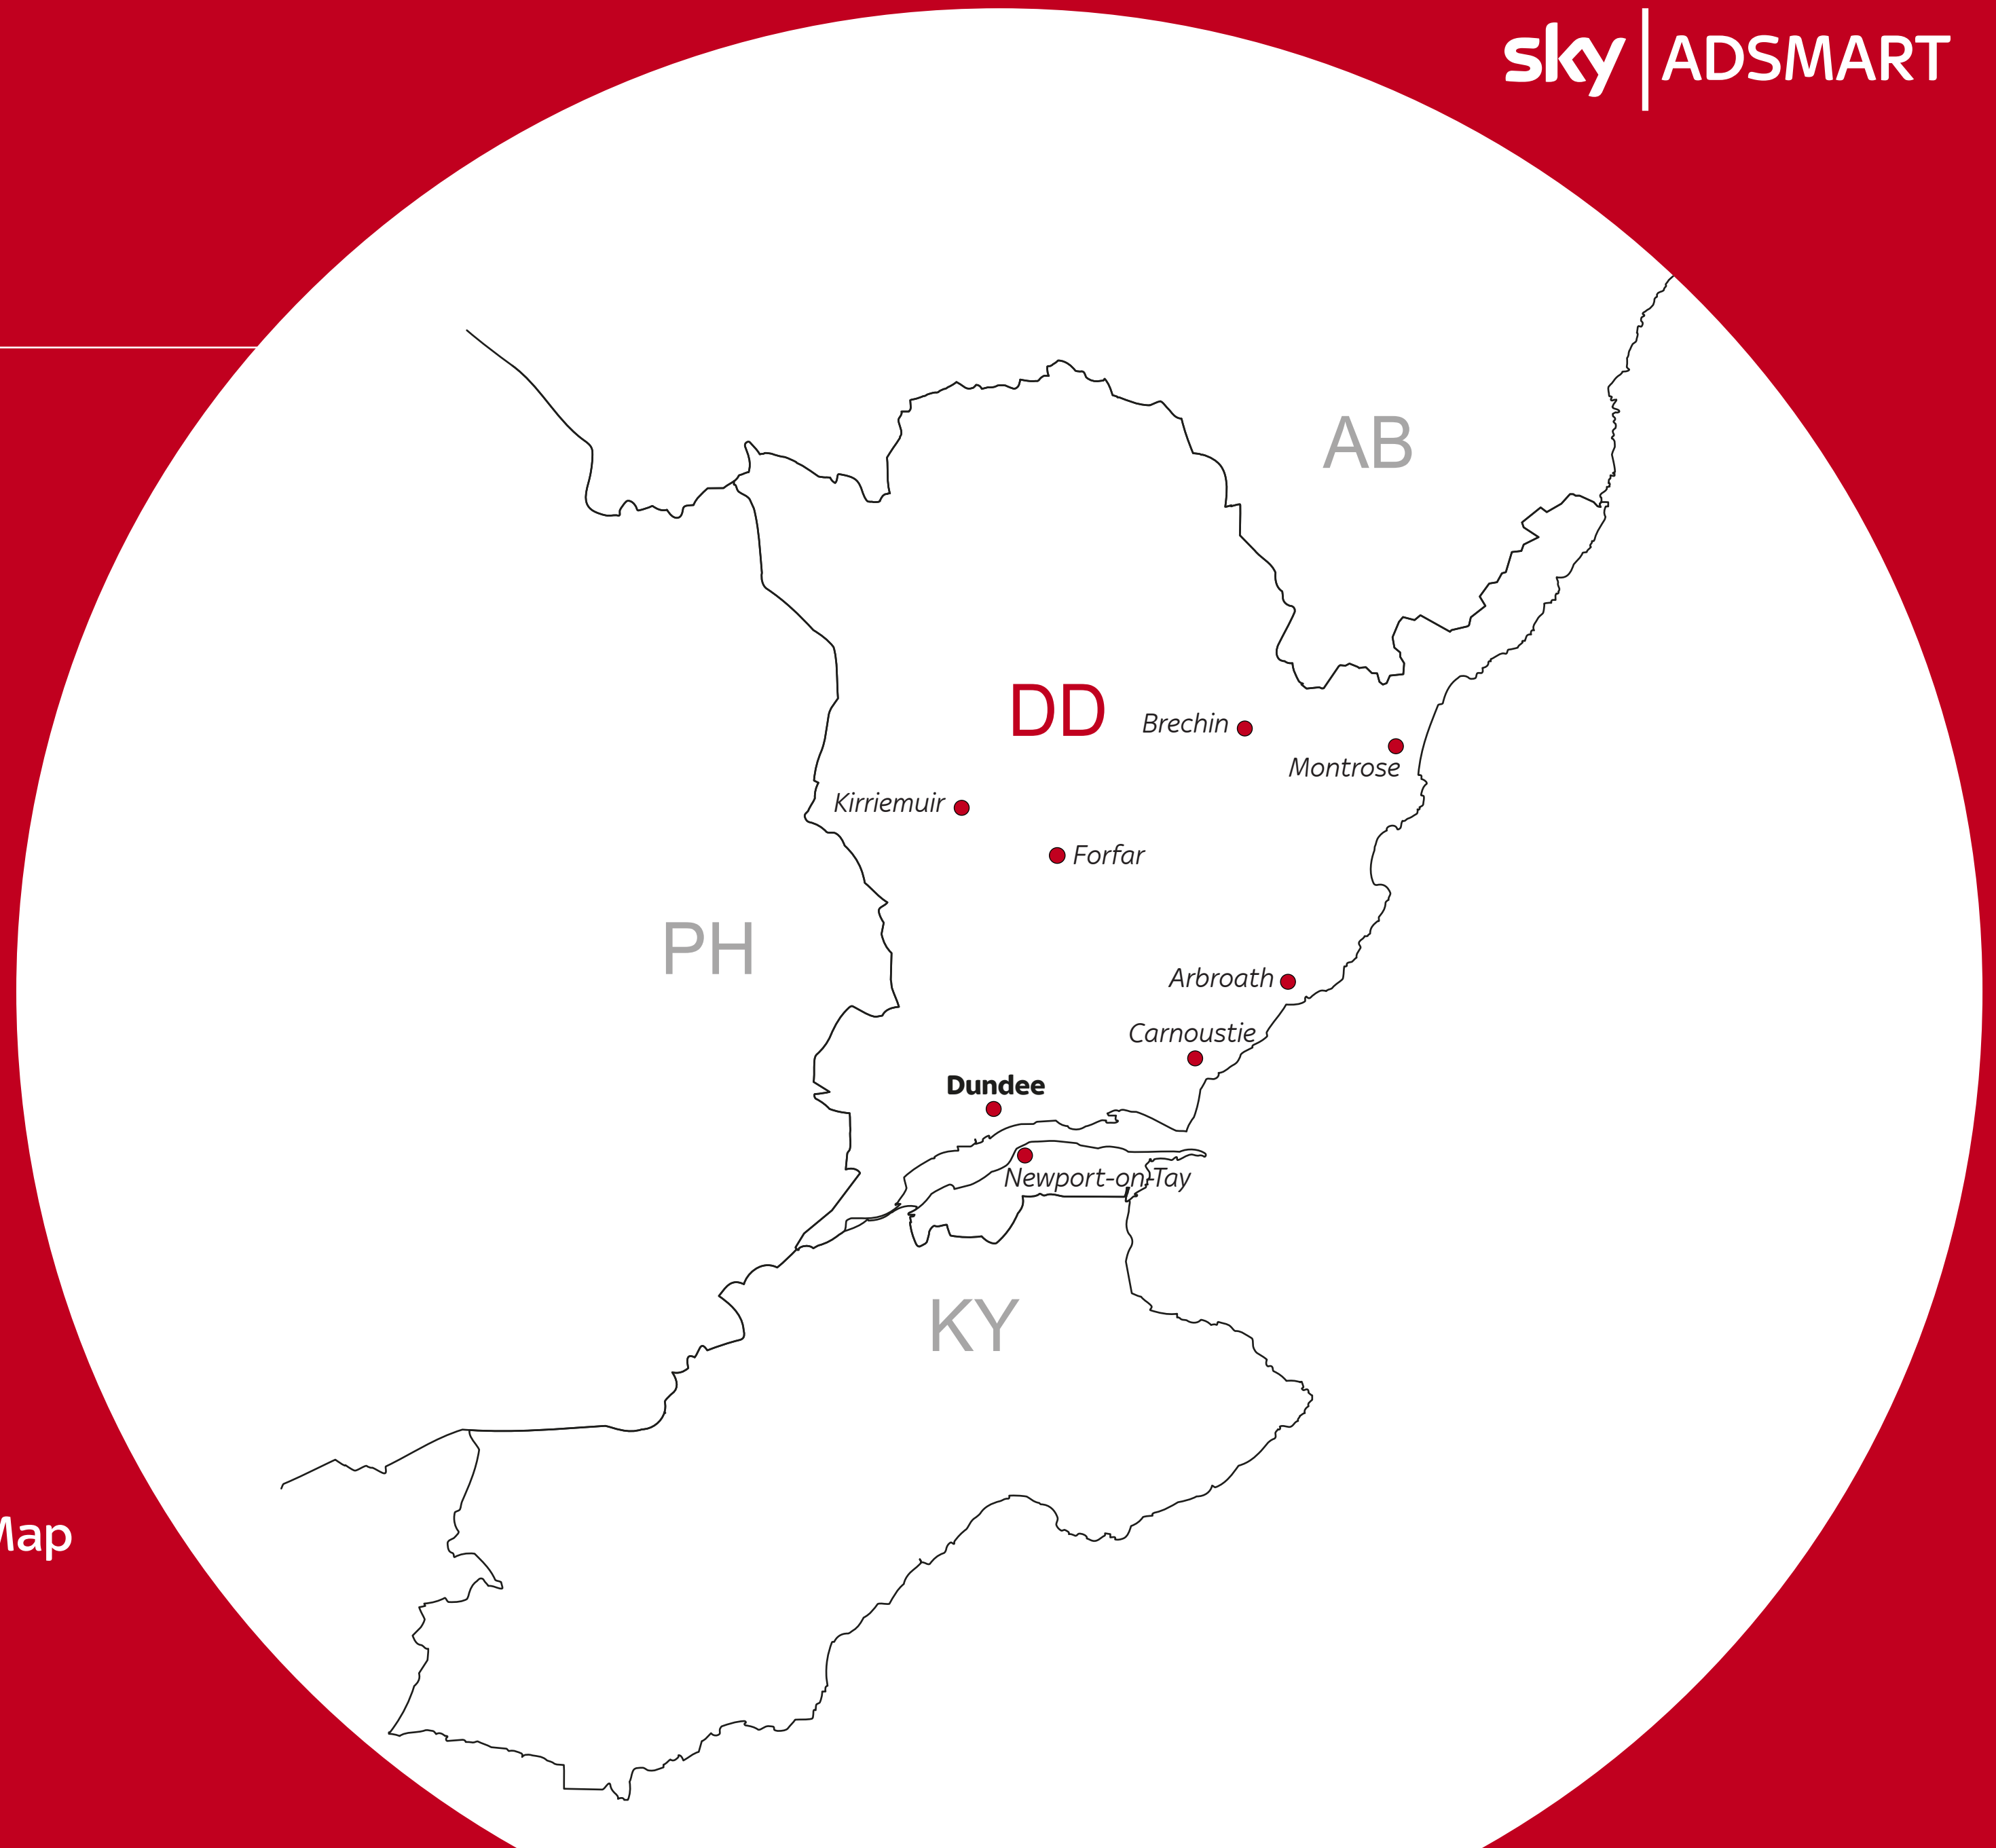 sky ADSMART
AB
DD
Brechin
Montrose
Kirriemuir
Forfar
PH
Arbroath
Carnoustie
Dundee
Newport-on-Tay
KY
Map